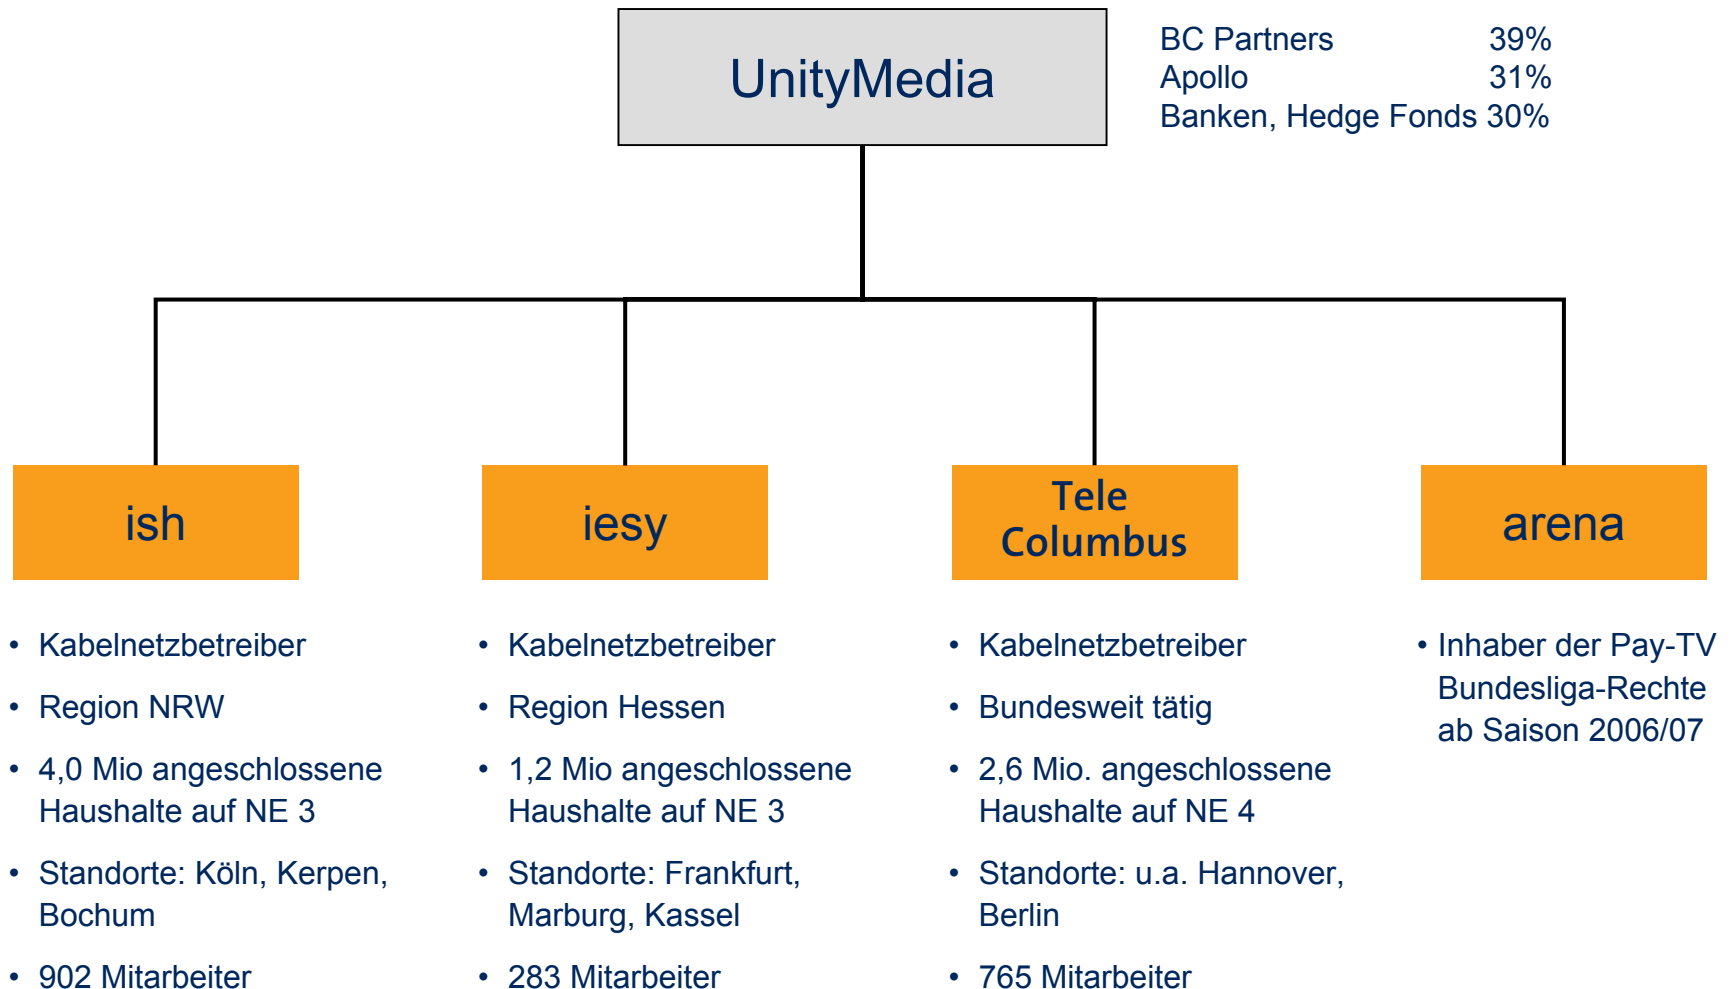 UnityMedia
BC Partners 39%
Apollo 31%
Banken, Hedge Fonds 30%
ish
• Kabelnetzbetreiber
• Region NRW
• 4,0 Mio angeschlossene
Haushalte auf NE 3
• Standorte: Köln, Kerpen,
Bochum
• 902 Mitarbeiter
iesy
• Kabelnetzbetreiber
• Region Hessen
• 1,2 Mio angeschlossene
Haushalte auf NE 3
• Standorte: Frankfurt,
Marburg, Kassel
• 283 Mitarbeiter
Tele
Columbus
• Kabelnetzbetreiber
• Bundesweit tätig
• 2,6 Mio. angeschlossene
Haushalte auf NE 4
• Standorte: u.a. Hannover,
Berlin
• 765 Mitarbeiter
arena
• Inhaber der Pay-TV
Bundesliga-Rechte
ab Saison 2006/07